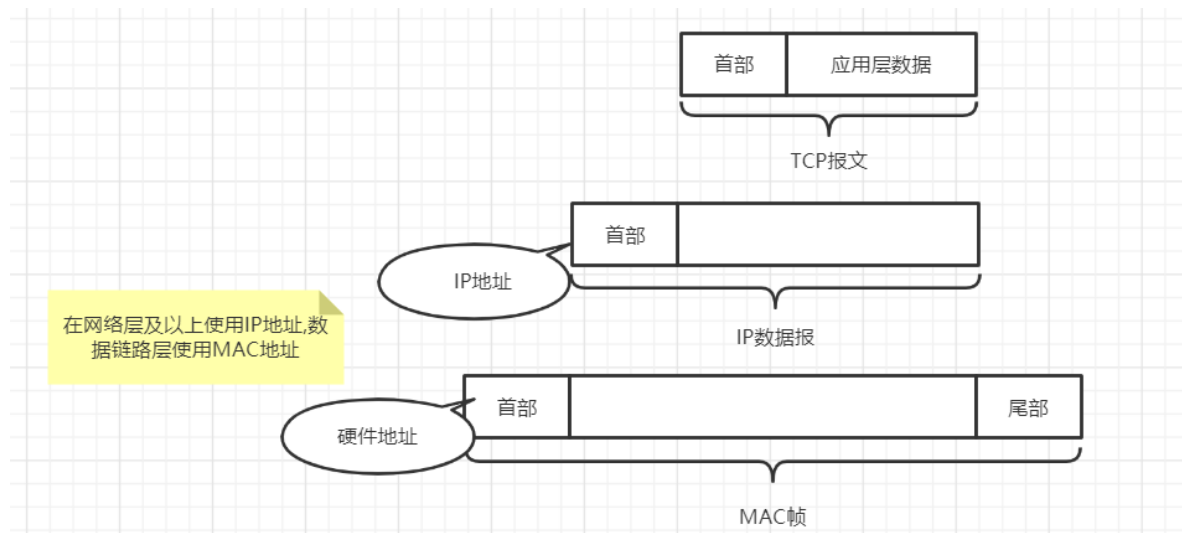 首部 应用层数据
TCP报文
首部
IP地址
IP数据报
在网络层及以上使用IP地址,数
据链路层使用MAC地址
首部 尾部
硬件地址
MAC帧